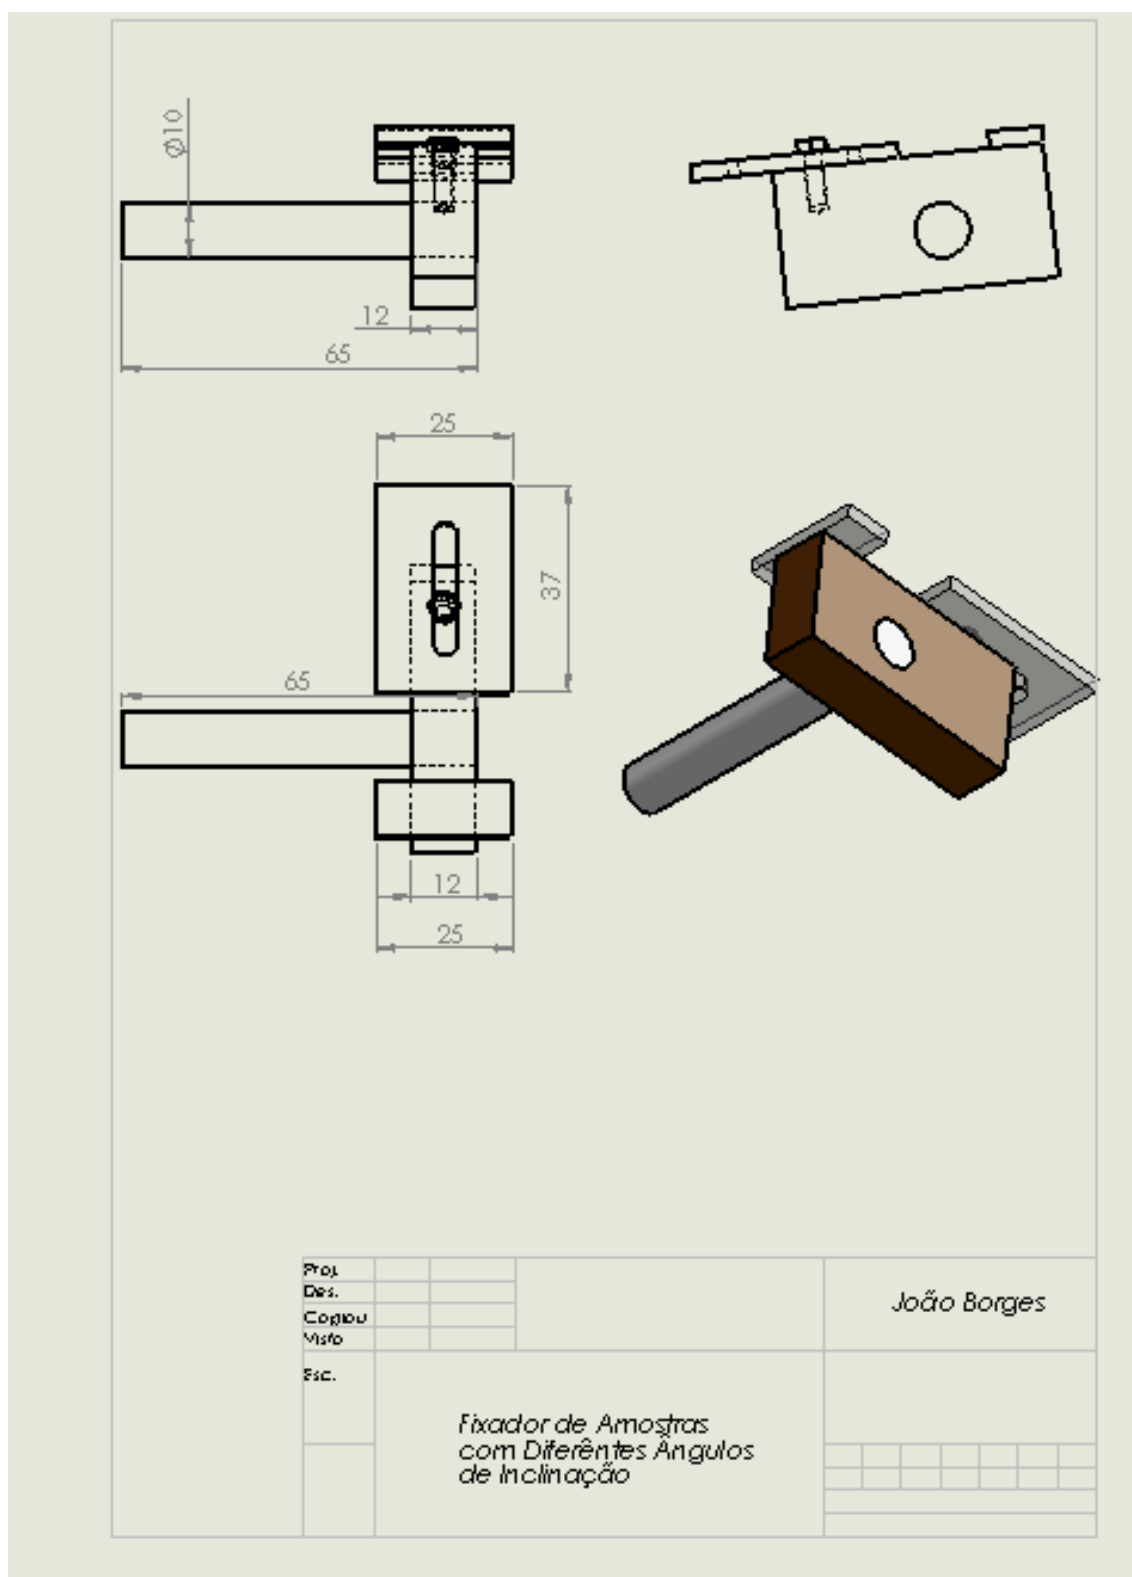 Ø10
12
65
25
37
65
12
25
Proj.
Des.
Copiou
Visto
João Borges
Esc.
Fixador de Amostras
com Diferêntes Ângulos
de Inclinação